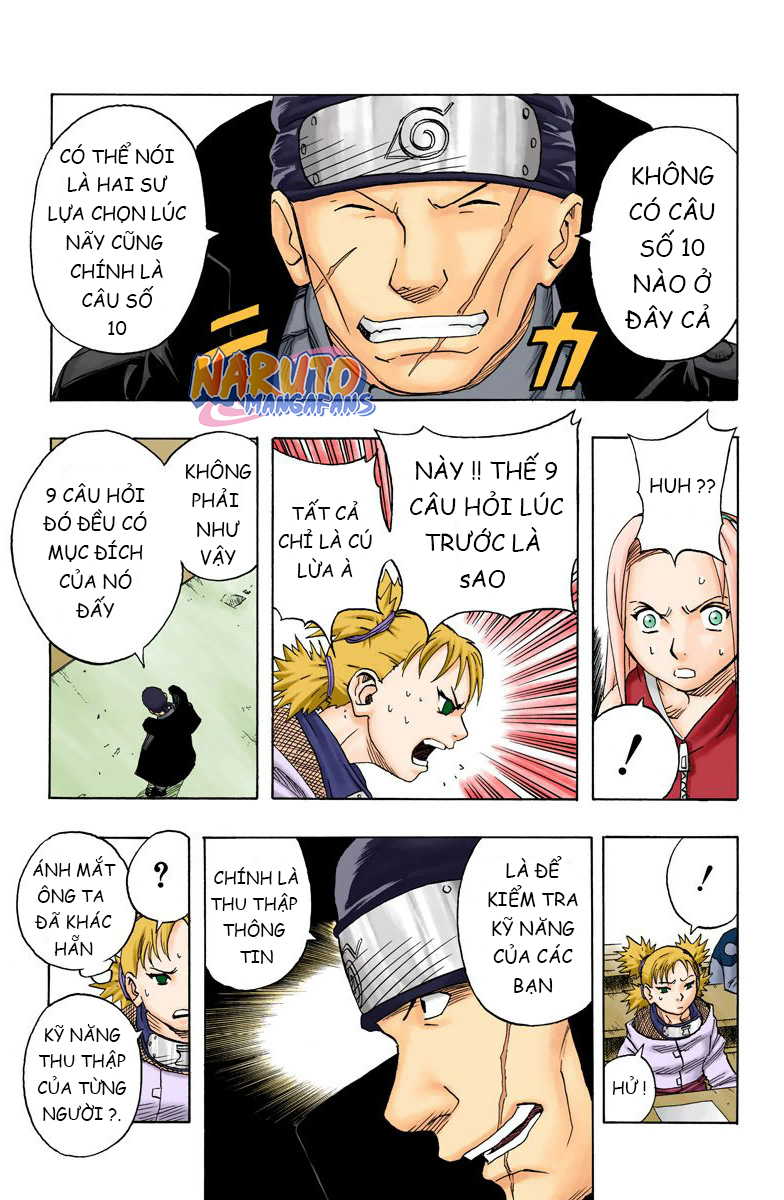 KHÔNG
CÓ CÂU
SỐ 10
NÀO Ở
ĐÂY CẢ
CÓ THỂ NÓI
LÀ HAI SƯ
LỰA CHỌN LÚC
NÃY CŨNG
CHÍNH LÀ
CÂU SỐ
10
ニカ
NARUTO
MANGAFANS
HUH ??
!
NÀY !! THẾ 9
CÂU HỎI LÚC
TRƯỚC LÀ
sAO
TẤT CẢ
CHỈ LÀ CÚ
LỪA À
KHÔNG
PHẢI
NHƯ
VẬY
9 CÂU HỎI
ĐÓ ĐỀU CÓ
MỤC ĐÍCH
CỦA NÓ
ĐẤY
!
HỬ !
LÀ ĐỂ
KIỂM TRA
KỸ NĂNG
CỦA CÁC
BẠN
CHÍNH LÀ
THU THẬP
THÔNG
TIN
?
ÁNH MẮT
ÔNG TA
ĐÃ KHÁC
HẲN
KỸ NĂNG
THU THẬP
CỦA TỪNG
NGƯỜI ?.